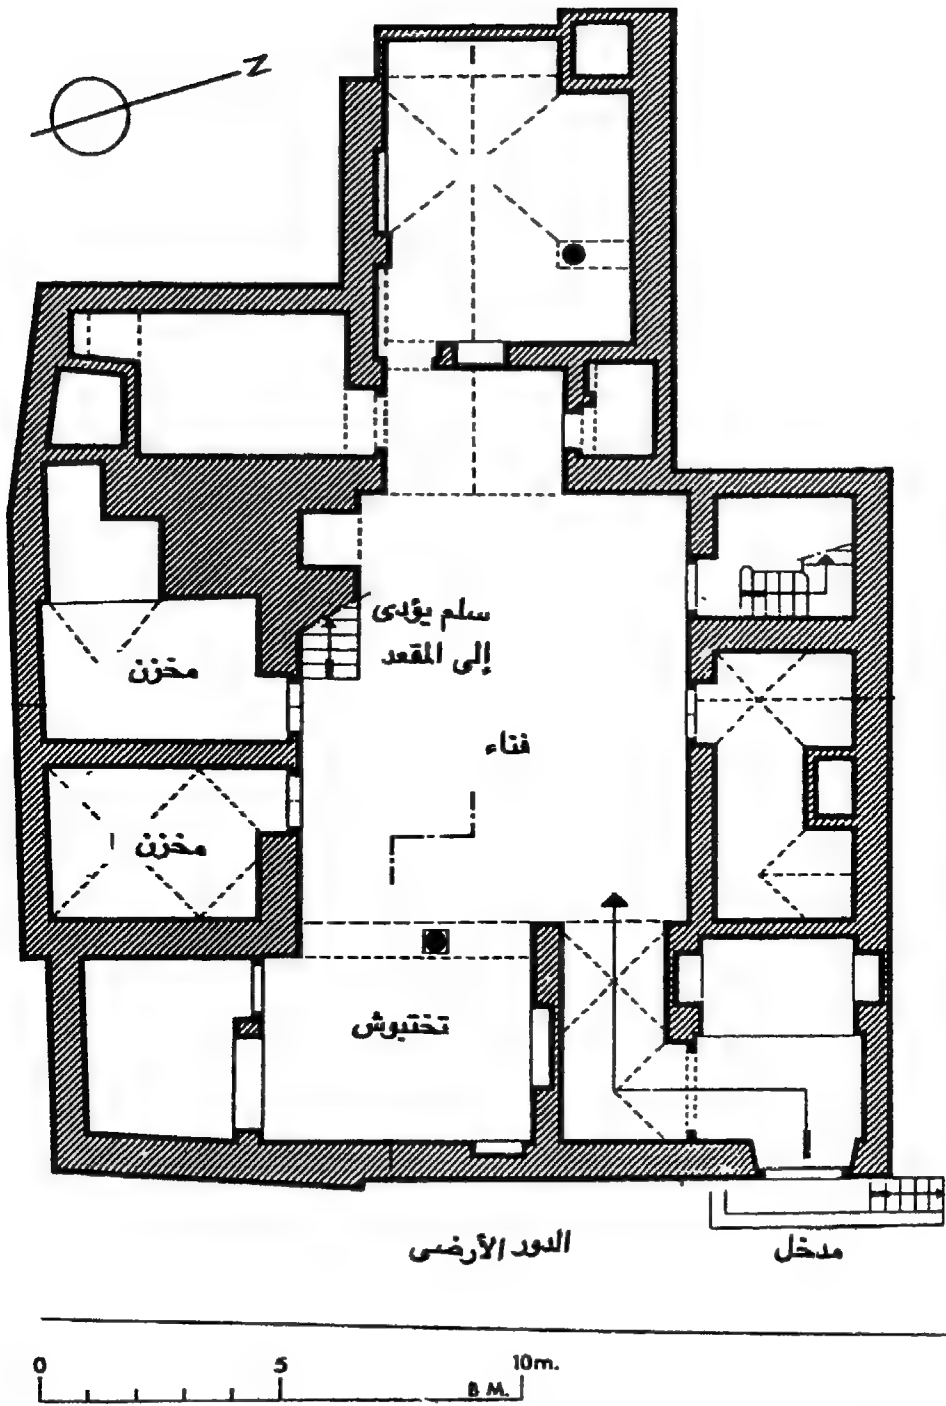 N
سلم يؤدى
إلى المقعد
مخزن
فناء
مخزن
تختبوش
الدور الأرضى
مدخل
0 5 10m.
B M.